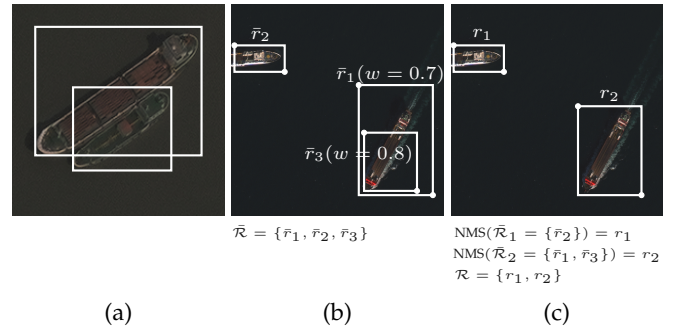 r̄₂
r̄₁(w = 0.7)
r̄₃(w = 0.8)
r₁
r₂
R̄ = {r̄₁, r̄₂, r̄₃}
NMS(R̄₁ = {r̄₂}) = r₁
NMS(R̄₂ = {r̄₁, r̄₃}) = r₂
R = {r₁, r₂}
(a)
(b)
(c)